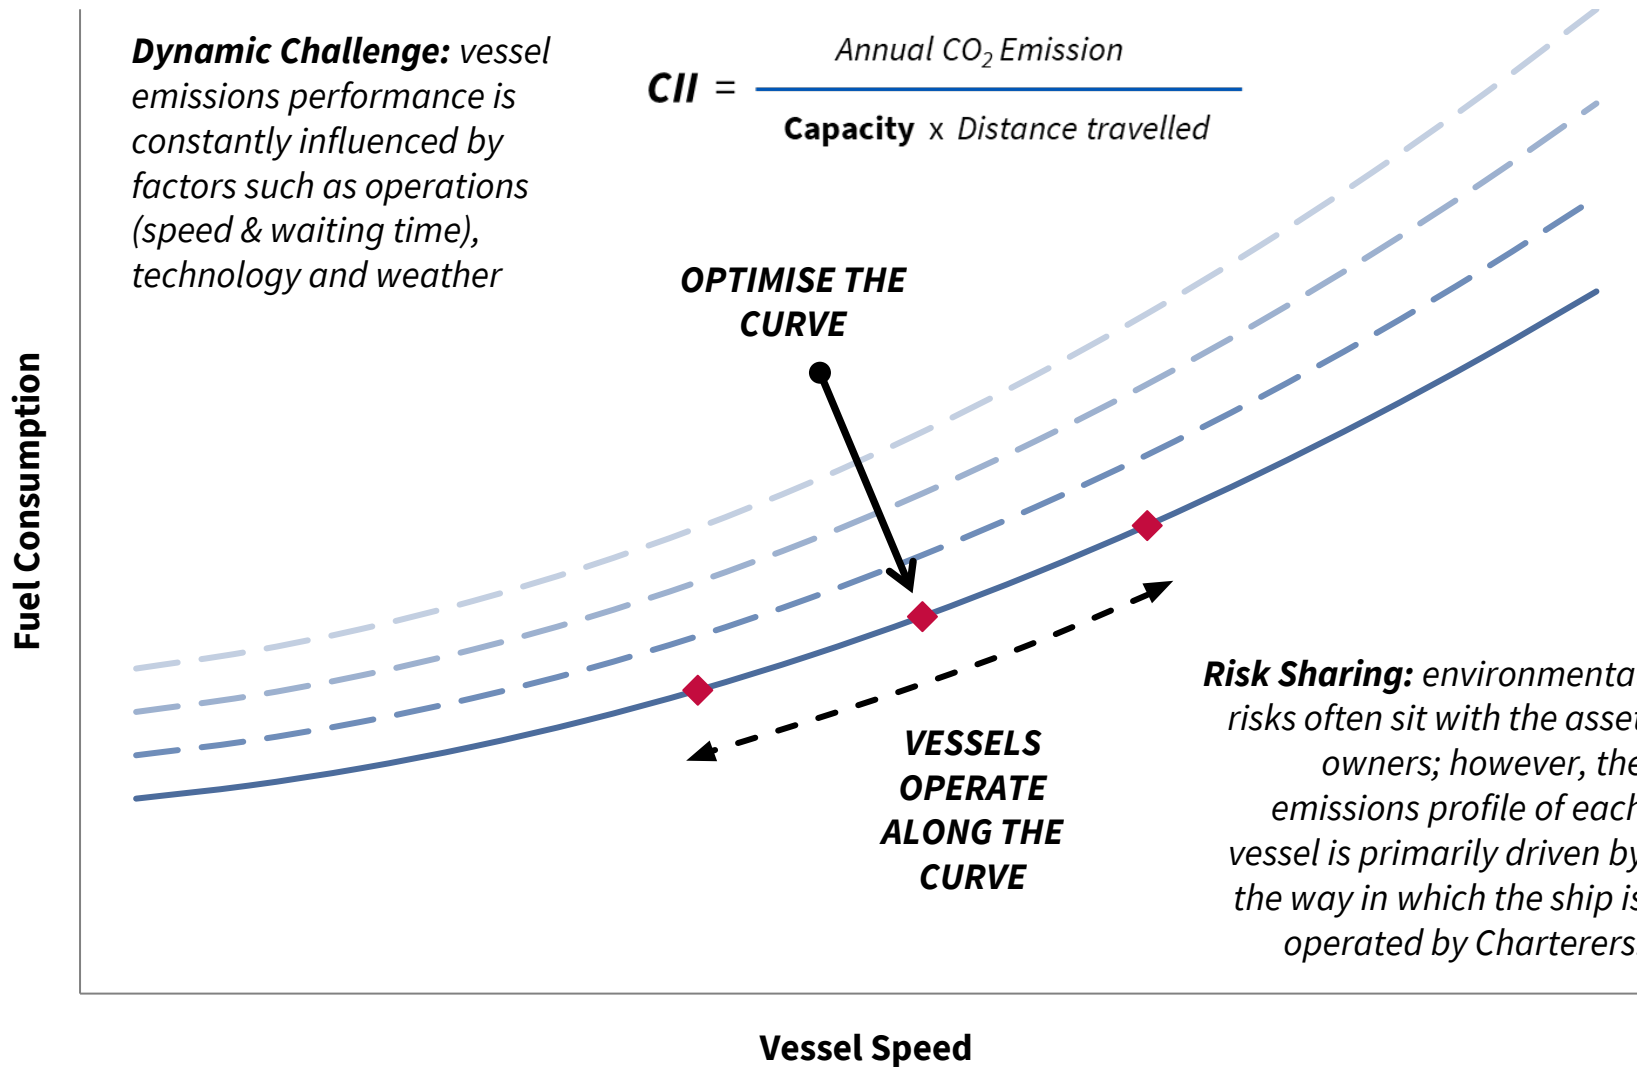 Dynamic Challenge: vessel
emissions performance is
constantly influenced by
factors such as operations
(speed & waiting time),
technology and weather
CII =
Annual CO₂ Emission
Capacity x Distance travelled
OPTIMISE THE
CURVE
Fuel Consumption
VESSELS
OPERATE
ALONG THE
CURVE
Risk Sharing: environmenta
risks often sit with the asset
owners; however, the
emissions profile of each
vessel is primarily driven by
the way in which the ship is
operated by Charterers.
Vessel Speed